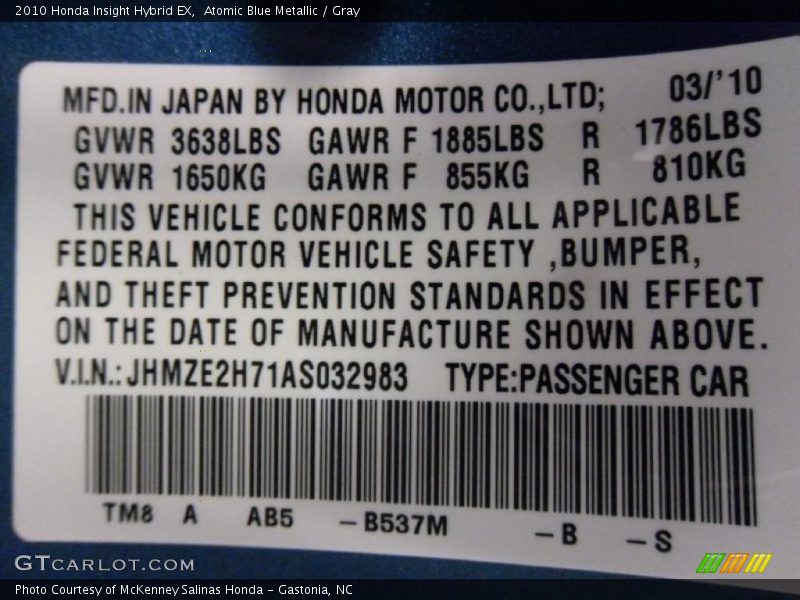 2010 Honda Insight Hybrid EX,  Atomic Blue Metallic / Gray
MFD.IN JAPAN BY HONDA MOTOR CO.,LTD; 03/'10
GVWR 3638LBS GAWR F 1885LBS R 1786LBS
GVWR 1650KG GAWR F 855KG R 810KG
THIS VEHICLE CONFORMS TO ALL APPLICABLE
FEDERAL MOTOR VEHICLE SAFETY ,BUMPER,
AND THEFT PREVENTION STANDARDS IN EFFECT
ON THE DATE OF MANUFACTURE SHOWN ABOVE.
V.I.N.: JHMZE2H71AS032983 TYPE:PASSENGER CAR
TM8 A AB5 –B537M –B –S
GTCARLOT.COM
Photo Courtesy of McKenney Salinas Honda - Gastonia, NC